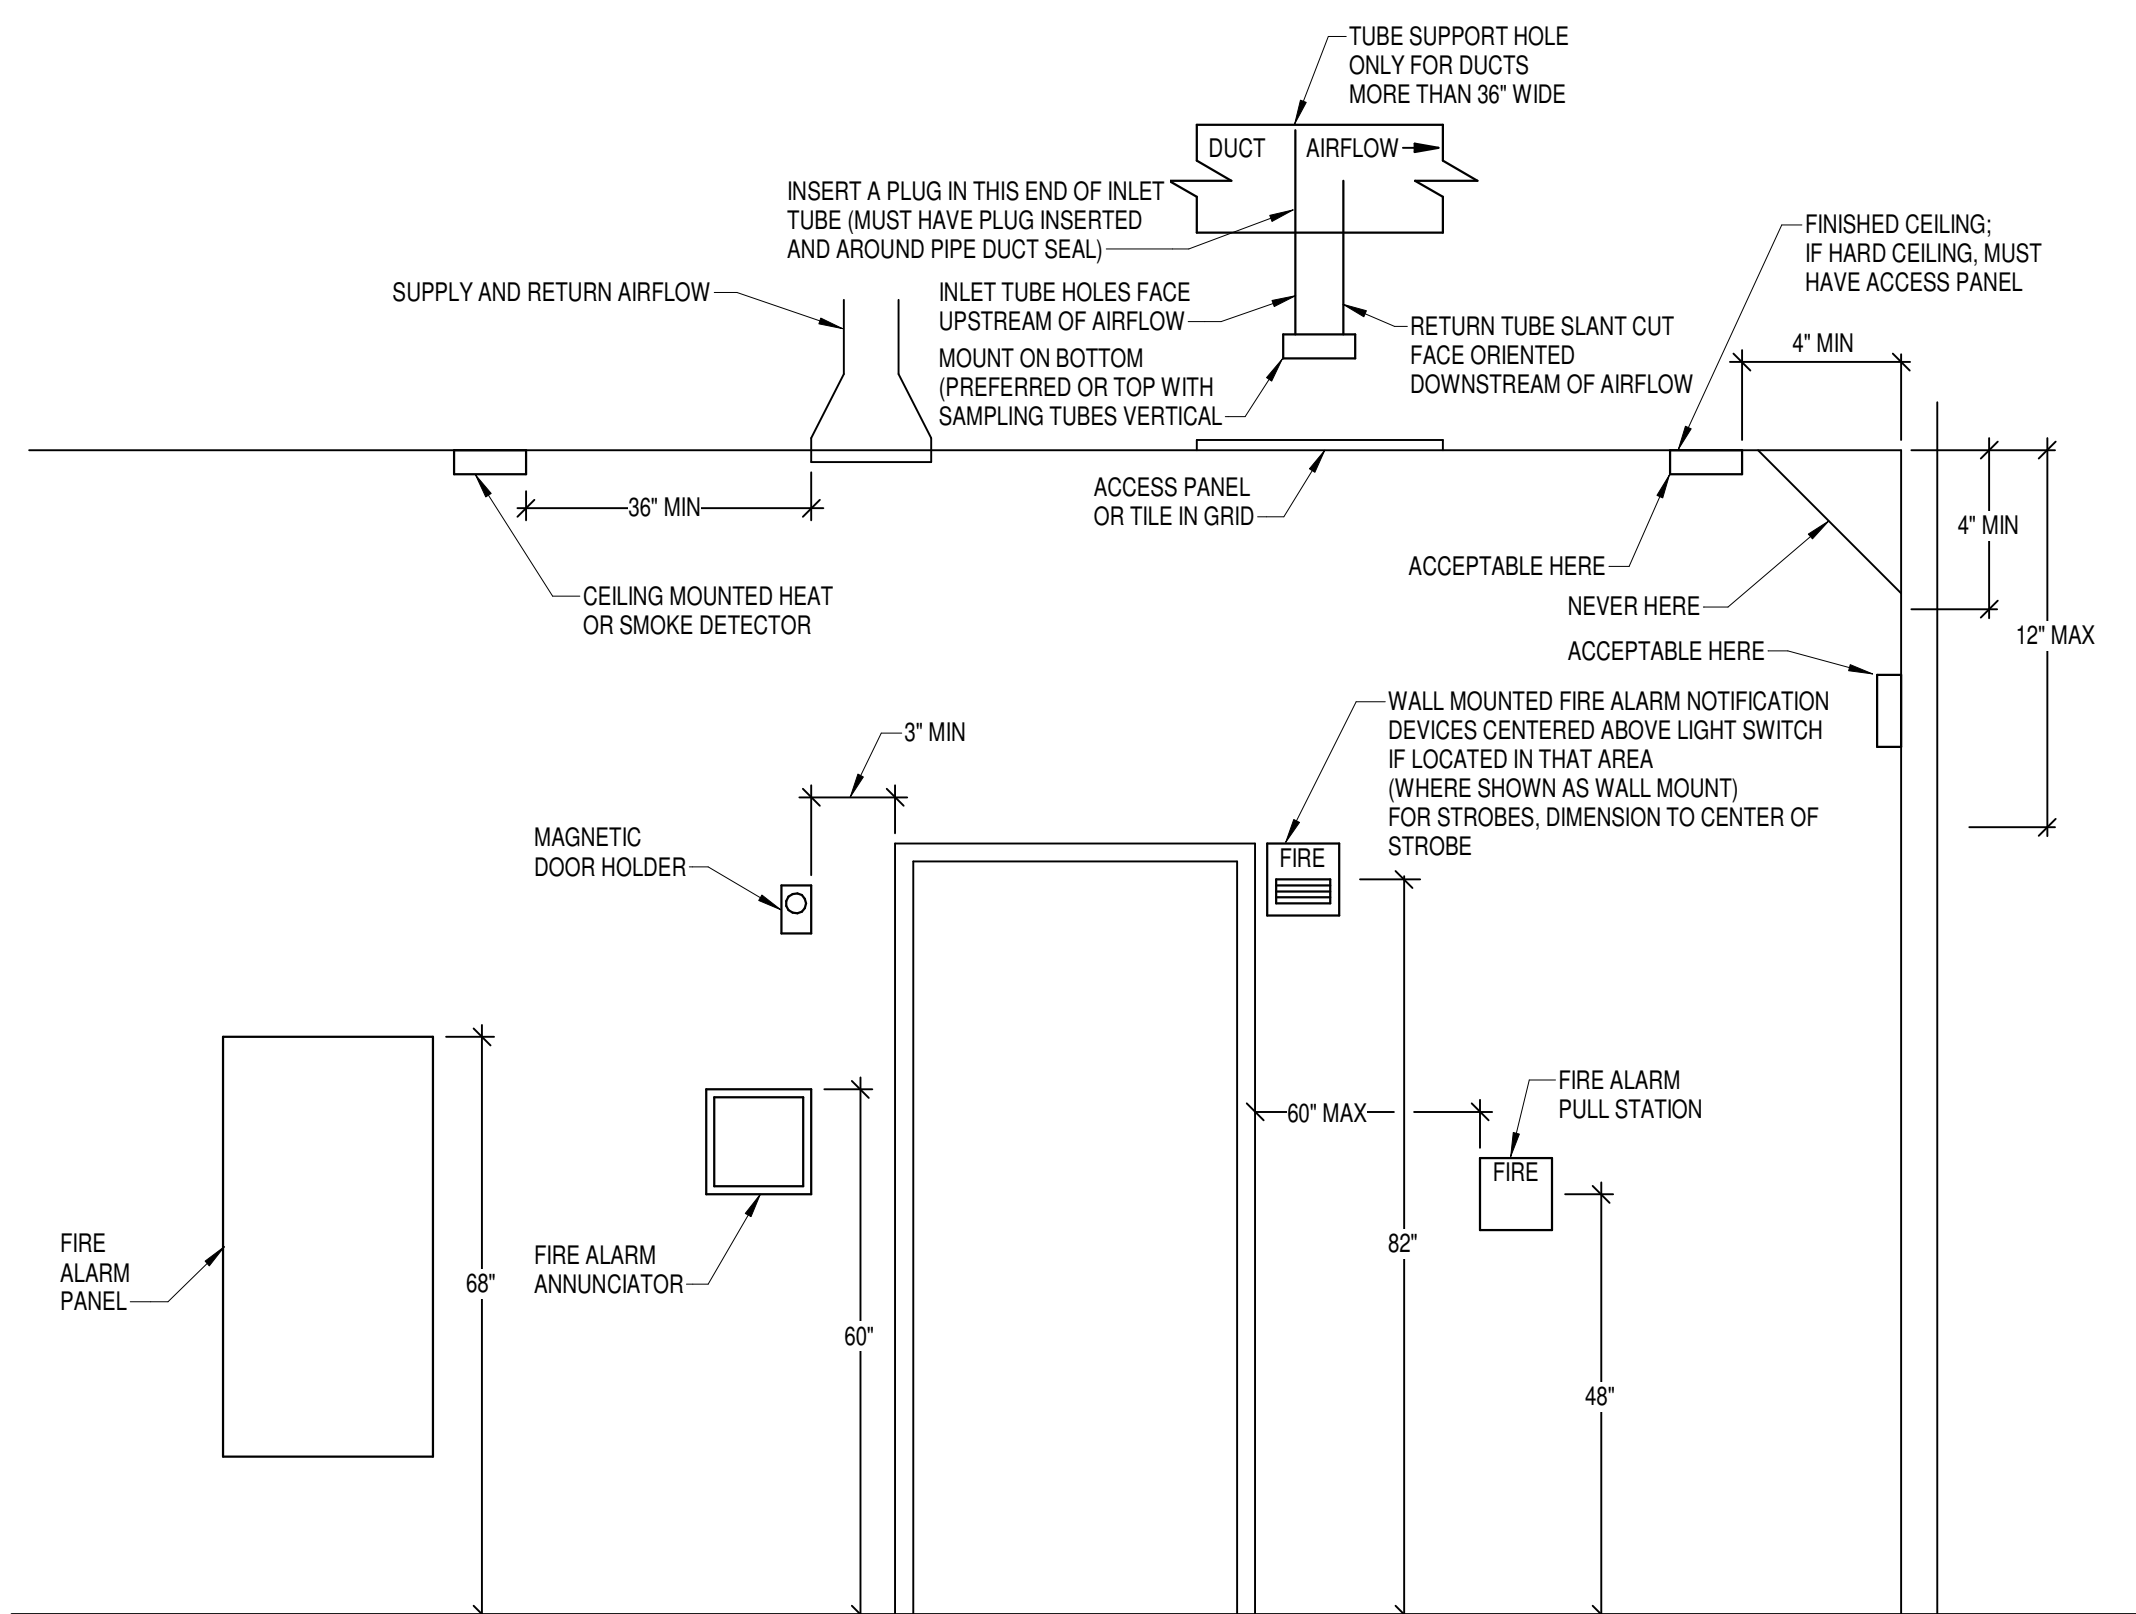 TUBE SUPPORT HOLE
ONLY FOR DUCTS
MORE THAN 36" WIDE
DUCT
AIRFLOW
INSERT A PLUG IN THIS END OF INLET
TUBE (MUST HAVE PLUG INSERTED
AND AROUND PIPE DUCT SEAL)
FINISHED CEILING;
IF HARD CEILING, MUST
HAVE ACCESS PANEL
SUPPLY AND RETURN AIRFLOW
INLET TUBE HOLES FACE
UPSTREAM OF AIRFLOW
RETURN TUBE SLANT CUT
FACE ORIENTED
DOWNSTREAM OF AIRFLOW
4" MIN
MOUNT ON BOTTOM
(PREFERRED OR TOP WITH
SAMPLING TUBES VERTICAL
36" MIN
ACCESS PANEL
OR TILE IN GRID
4" MIN
ACCEPTABLE HERE
CEILING MOUNTED HEAT
OR SMOKE DETECTOR
NEVER HERE
12" MAX
ACCEPTABLE HERE
WALL MOUNTED FIRE ALARM NOTIFICATION
DEVICES CENTERED ABOVE LIGHT SWITCH
IF LOCATED IN THAT AREA
(WHERE SHOWN AS WALL MOUNT)
FOR STROBES, DIMENSION TO CENTER OF
STROBE
3" MIN
MAGNETIC
DOOR HOLDER
FIRE
FIRE ALARM
PULL STATION
60" MAX
FIRE
FIRE
ALARM
PANEL
68"
FIRE ALARM
ANNUNCIATOR
60"
82"
48"